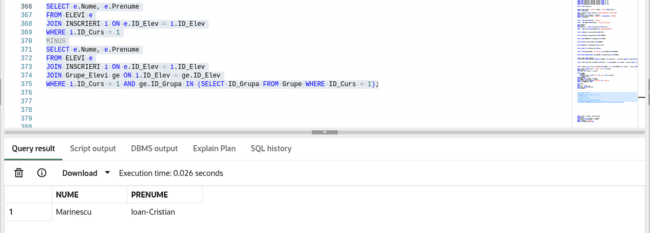 366 SELECT e.Nume, e.Prenume
367 FROM ELEVI e
368 JOIN INSCRIERI i ON e.ID_Elev = i.ID_Elev
369 WHERE i.ID_Curs = 1
370 MINUS
371 SELECT e.Nume, e.Prenume
372 FROM ELEVI e
373 JOIN INSCRIERI i ON e.ID_Elev = i.ID_Elev
374 JOIN Grupe_Elevi ge ON i.ID_Elev = ge.ID_Elev
375 WHERE i.ID_Curs = 1 AND ge.ID_Grupa IN (SELECT ID_Grupa FROM Grupe WHERE ID_Curs = 1);
376
377
378
379
380
Query result Script output DBMS output Explain Plan SQL history
Download Execution time: 0.026 seconds
NUME PRENUME
1 Marinescu Ioan-Cristian